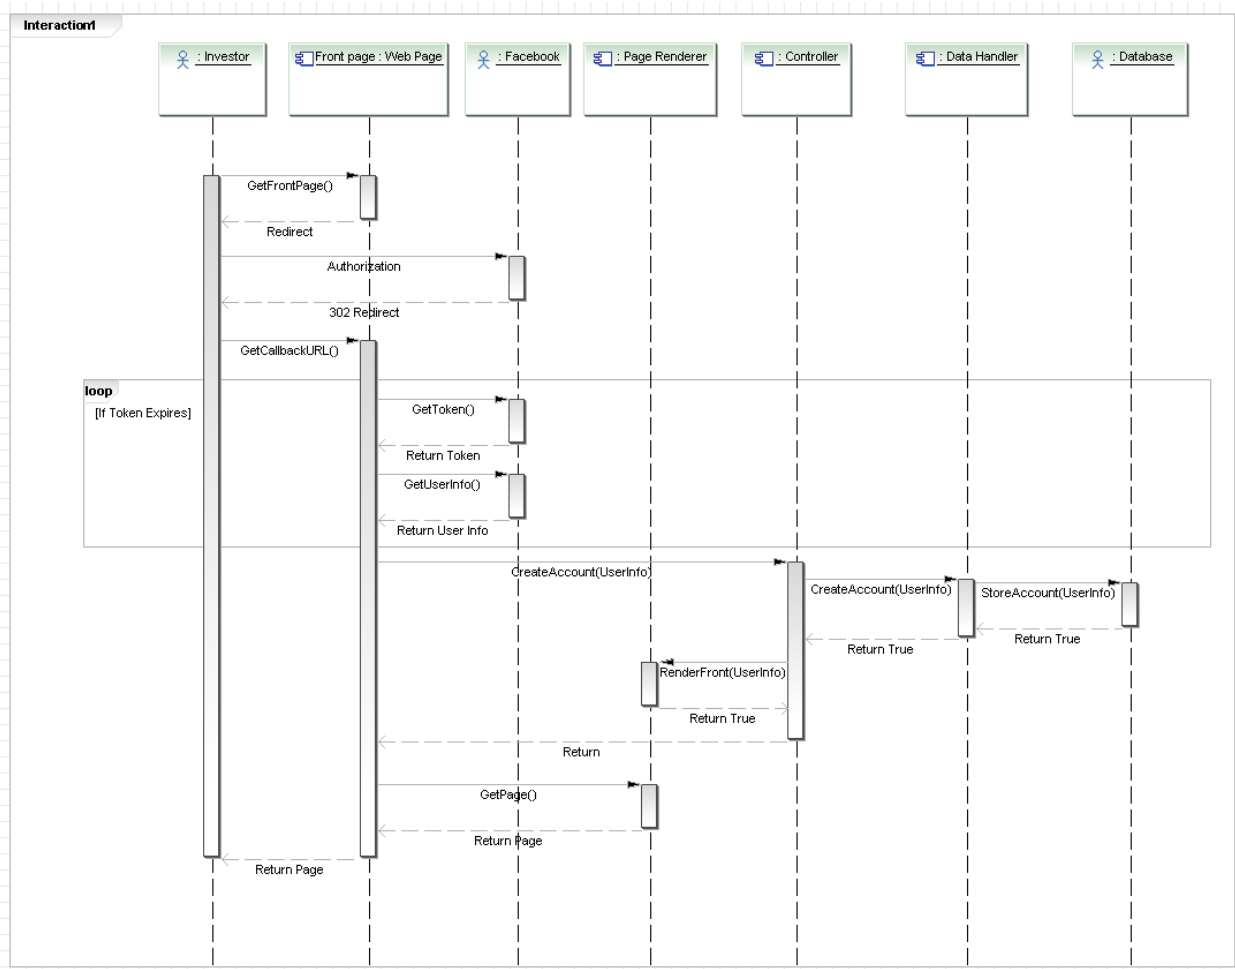 Interaction1
: Investor
Front page : Web Page
: Facebook
: Page Renderer
: Controller
: Data Handler
: Database
GetFrontPage()
Redirect
Authorization
302 Redirect
GetCallbackURL()
loop
[If Token Expires]
GetToken()
Return Token
GetUserInfo()
Return User Info
CreateAccount(UserInfo)
CreateAccount(UserInfo)
StoreAccount(UserInfo)
Return True
Return True
RenderFront(UserInfo)
Return True
Return
GetPage()
Return Page
Return Page